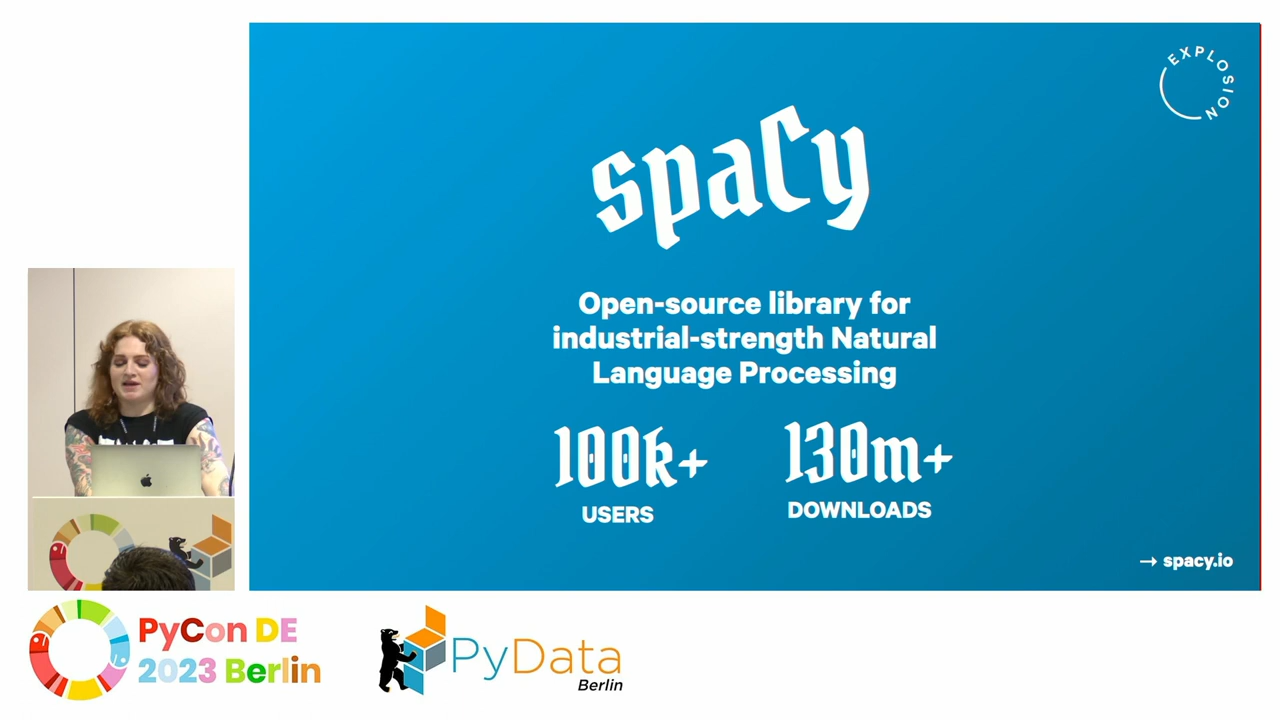 EXPLOSION
spaCy
Open-source library for
industrial-strength Natural
Language Processing
100k+
USERS
130m+
DOWNLOADS
→ spacy.io
PyCon DE
2023 Berlin
PyData
Berlin